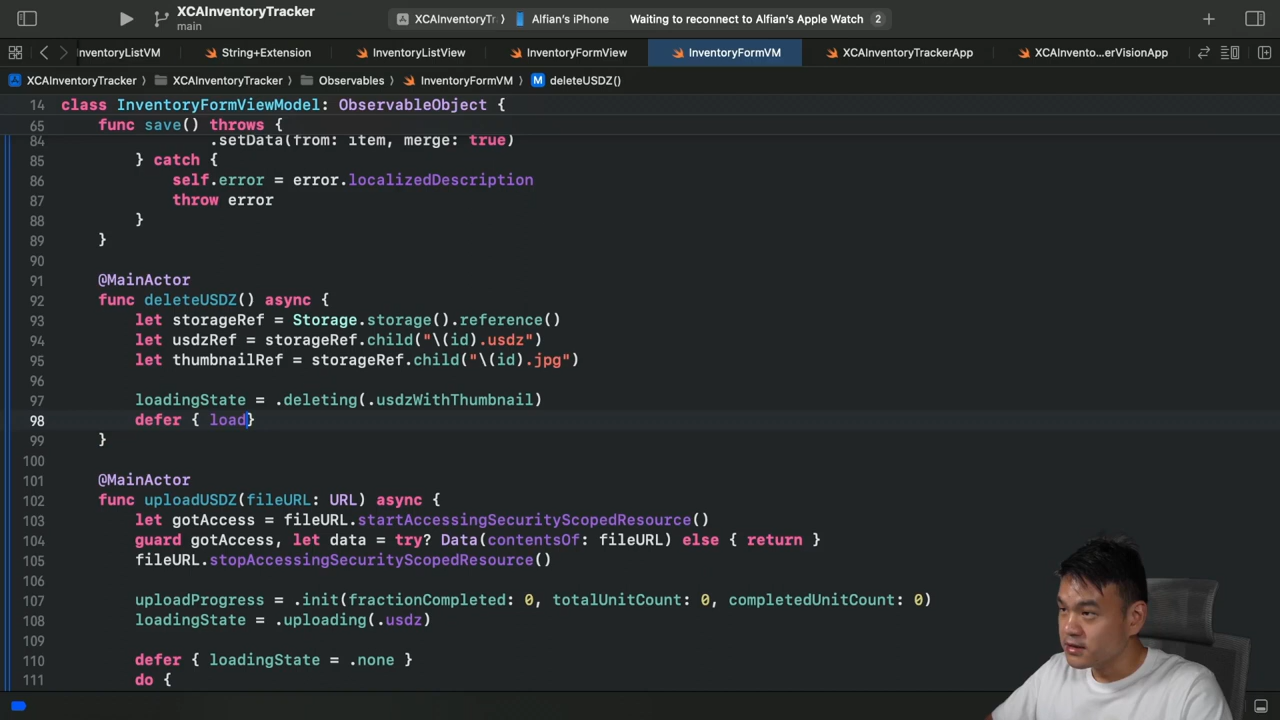 XCAInventoryTracker
main
XCAInventoryTr
Alfian's iPhone
Waiting to reconnect to Alfian's Apple Watch
2
nventoryListVM
String+Extension
InventoryListView
InventoryFormView
InventoryFormVM
XCAInventoryTrackerApp
XCAInvento...erVisionApp
XCAInventoryTracker 〉 XCAInventoryTracker 〉 Observables 〉 InventoryFormVM 〉 M deleteUSDZ()
14 class InventoryFormViewModel: ObservableObject {
65 func save() throws {
84 .setData(from: item, merge: true)
85 } catch {
86 self.error = error.localizedDescription
87 throw error
88 }
89 }
90
91 @MainActor
92 func deleteUSDZ() async {
93 let storageRef = Storage.storage().reference()
94 let usdzRef = storageRef.child("\(id).usdz")
95 let thumbnailRef = storageRef.child("\(id).jpg")
96
97 loadingState = .deleting(.usdzWithThumbnail)
98 defer { load}
99 }
100
101 @MainActor
102 func uploadUSDZ(fileURL: URL) async {
103 let gotAccess = fileURL.startAccessingSecurityScopedResource()
104 guard gotAccess, let data = try? Data(contentsOf: fileURL) else { return }
105 fileURL.stopAccessingSecurityScopedResource()
106
107 uploadProgress = .init(fractionCompleted: 0, totalUnitCount: 0, completedUnitCount: 0)
108 loadingState = .uploading(.usdz)
109
110 defer { loadingState = .none }
111 do {